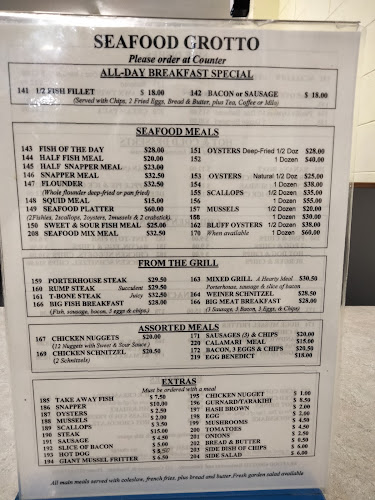 SEAFOOD GROTTO
Please order at Counter
ALL-DAY BREAKFAST SPECIAL
141 1/2 FISH FILLET $ 18.00 142 BACON or SAUSAGE $ 18.00
(Served with Chips, 2 Fried Eggs, Bread & Butter, plus Tea, Coffee or Milo)
SEAFOOD MEALS
143 FISH OF THE DAY $28.00 151 OYSTERS Deep-Fried 1/2 Doz $28.00
144 HALF FISH MEAL $20.00 152 1 Dozen $40.00
145 HALF SNAPPER MEAL $23.00
146 SNAPPER MEAL $32.50 153 OYSTERS Natural 1/2 Doz $25.00
147 FLOUNDER $32.50 154 1 Dozen $38.00
(Whole flounder deep-fried or pan fried) 155 SCALLOPS 1/2 Dozen $35.00
148 SQUID MEAL $15.00 156 1 Dozen $55.00
149 SEAFOOD PLATTER $60.00 157 MUSSELS 1/2 Dozen $20.00
(2Fishies, 2scallops, 2oysters, 2mussels & 2 crabstick) 158 1 Dozen $30.00
150 SWEET & SOUR FISH MEAL $25.00 162 BLUFF OYSTERS 1/2 Dozen $38.00
208 SEAFOOD MIX MEAL $32.50 170 When available 1 Dozen $60.00
FROM THE GRILL
159 PORTERHOUSE STEAK $29.50 163 MIXED GRILL A Hearty Ideal $30.50
160 RUMP STEAK Succulent $29.50 Porterhouse, sausage & slice of bacon
161 T-BONE STEAK Juicy $32.50 164 WEINER SCHNITZEL $28.50
166 BIG FISH BREAKFAST $28.00 166 BIG MEAT BREAKFAST $28.00
(Fish, sausage, bacon, 3 eggs & chips.) (3 Sausage, 3 Bacon, 3 Eggs, & Chips)
ASSORTED MEALS
167 CHICKEN NUGGETS $20.00 171 SAUSAGES (3) & CHIPS $20.00
(12 Nuggets with Sweet & Sour Sauce) 220 CALAMARI MEAL $15.00
169 CHICKEN SCHNITZEL $20.50 172 BACON, 3 EGGS & CHIPS $20.50
(2 Schnitzels) 219 EGG BENEDICT $18.00
EXTRAS
Must be ordered with a meal
185 TAKE AWAY FISH $ 7.50 195 CHICKEN NUGGET $ 1.00
186 SNAPPER $10.00 196 GURNARD/TARAKIHI $ 8.50
187 OYSTERS $ 2.50 197 HASH BROWN $ 2.00
188 MUSSELS $ 2.00 198 EGG $ 2.00
189 SCALLOPS $ 3.50 199 MUSHROOMS $ 4.50
190 STEAK $15.00 200 TOMATOES $ 4.50
191 SAUSAGE $ 4.50 201 ONIONS $ 2.50
192 SLICE OF BACON $ 5.00 202 BREAD & BUTTER $ 0.50
193 HOT DOG 203 SIDE DISH OF CHIPS $ 6.00
194 GIANT MUSSEL FRITTER $ 6.50 204 SIDE SALAD $ 6.00
All main meals served with coleslaw, french fries, plus bread and butter. Fresh garden salad available